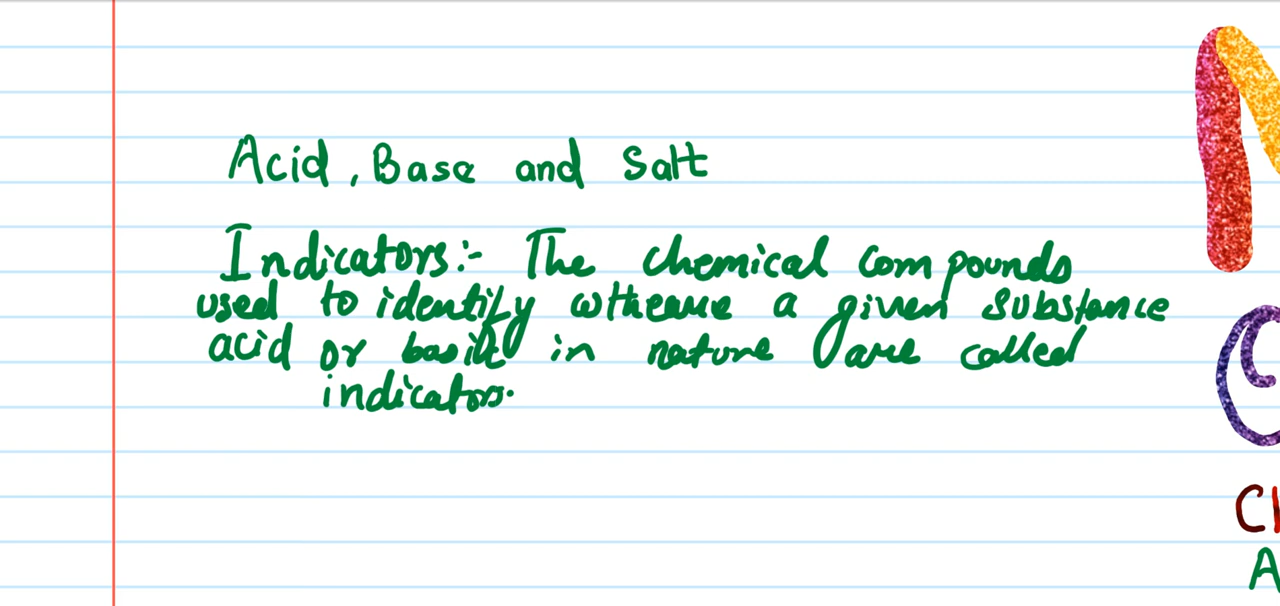 Acid, Base and Salt
Indicators:- The chemical compounds
used to identify a given substance
acid or in nature are called
indicators.
Cl
A